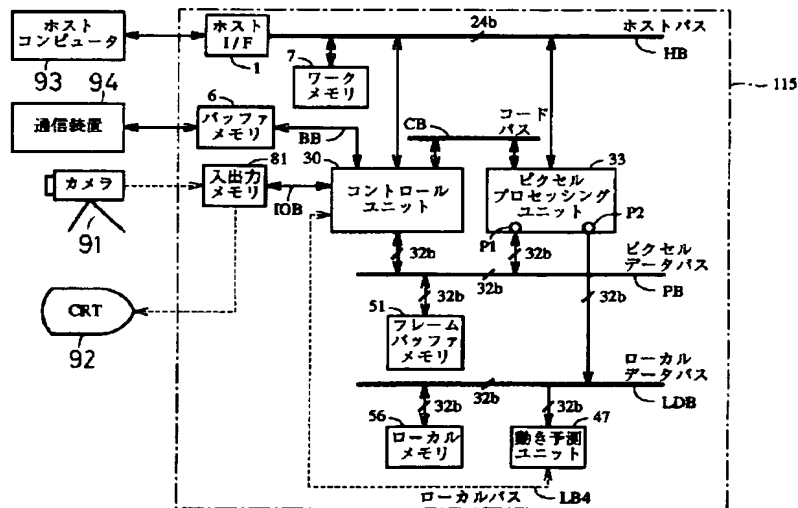 ホスト
コンピュータ
93
ホスト
I/F
1
24b
ホストバス
HB
115
94
通信装置
7
ワーク
メモリ
6
バッファ
メモリ
BB
CB
コード
バス
カメラ
91
81
入出力
メモリ
IOB
30
コントロール
ユニット
33
ピクセル
プロセッシング
ユニット
P1
P2
32b
32b
ピクセル
データバス
32b
PB
CRT
92
32b
51
フレーム
バッファ
メモリ
32b
ローカル
データバス
32b
LDB
32b
56
ローカル
メモリ
32b
47
動き予測
ユニット
ローカルバス
LB4